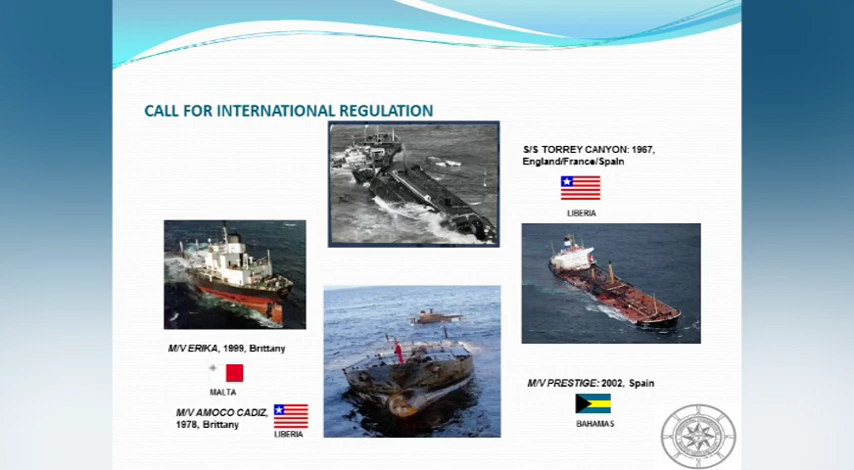 CALL FOR INTERNATIONAL REGULATION
S/S TORREY CANYON: 1967,
England/France/Spain
LIBERIA
M/V ERIKA, 1999, Brittany
MALTA
M/V AMOCO CADIZ,
1978, Brittany
LIBERIA
M/V PRESTIGE: 2002, Spain
BAHAMAS